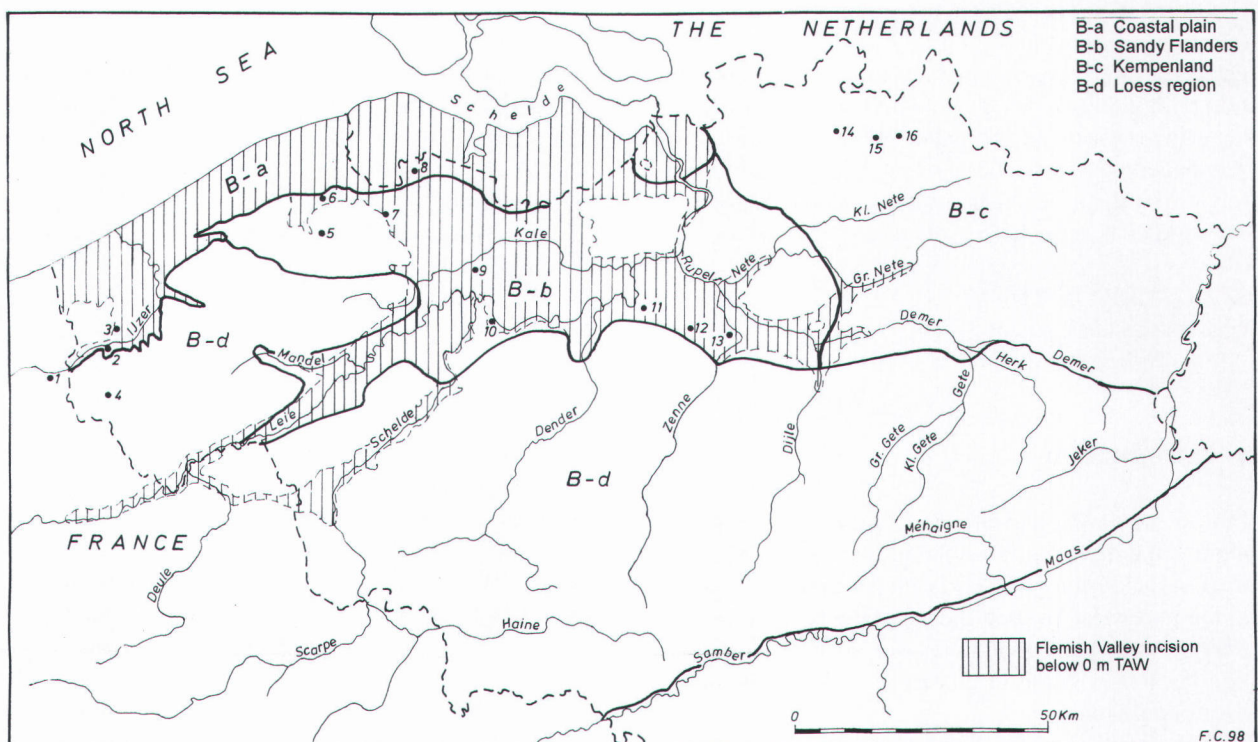 THE NETHERLANDS
B-a Coastal plain
B-b Sandy Flanders
B-c Kempenland
B-d Loess region
NORTH SEA
Schelde
B-a
14
15
16
8
6
7
5
Kl. Nete
B-c
Kale
Rupel
Nete
Gr. Nete
9
B-b
10
11
12
13
3
IJzer
2
1
4
B-d
Mandel
Leie
Schelde
Dender
Zenne
Dijle
Demer
Herk
Demer
Gete
Gr. Gete
Kl. Gete
Jeker
B-d
Méhaigne
Maas
FRANCE
Deule
Scarpe
Haine
Samber
Flemish Valley incision
below 0 m TAW
0
50 Km
F.C.98